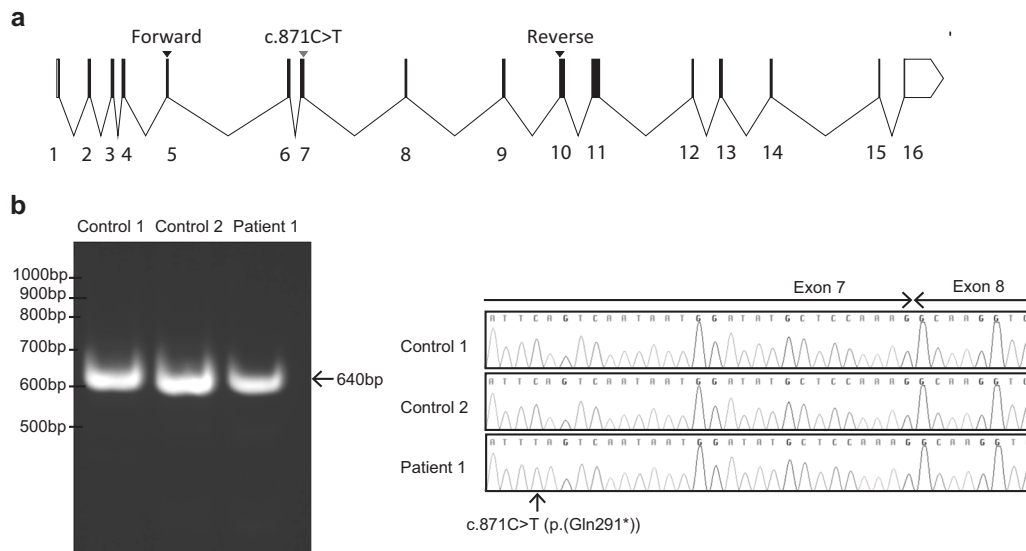 a
Forward c.871C>T Reverse
1 2 3 4 5 6 7 8 9 10 11 12 13 14 15 16
b
Control 1 Control 2 Patient 1
1000bp
900bp
800bp
700bp
600bp
500bp
640bp
Exon 7 Exon 8
Control 1
A T T C A G T C A A T A A T G G A T A T G C T C C A A A G G C A A G G T C
Control 2
A T T C A G T C A A T A A T G G A T A T G C T C C A A A G G C A A G G T C
Patient 1
A T T T A G T C A A T A A T G G A T A T G C T C C A A A G G C A G G T
c.871C>T (p.(Gln291*))